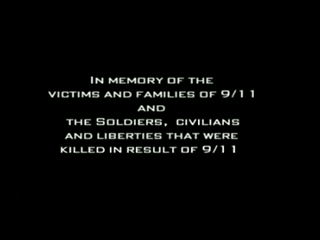 In memory of the
victims and families of 9/11
and
the Soldiers, civilians
and liberties that were
killed in result of 9/11